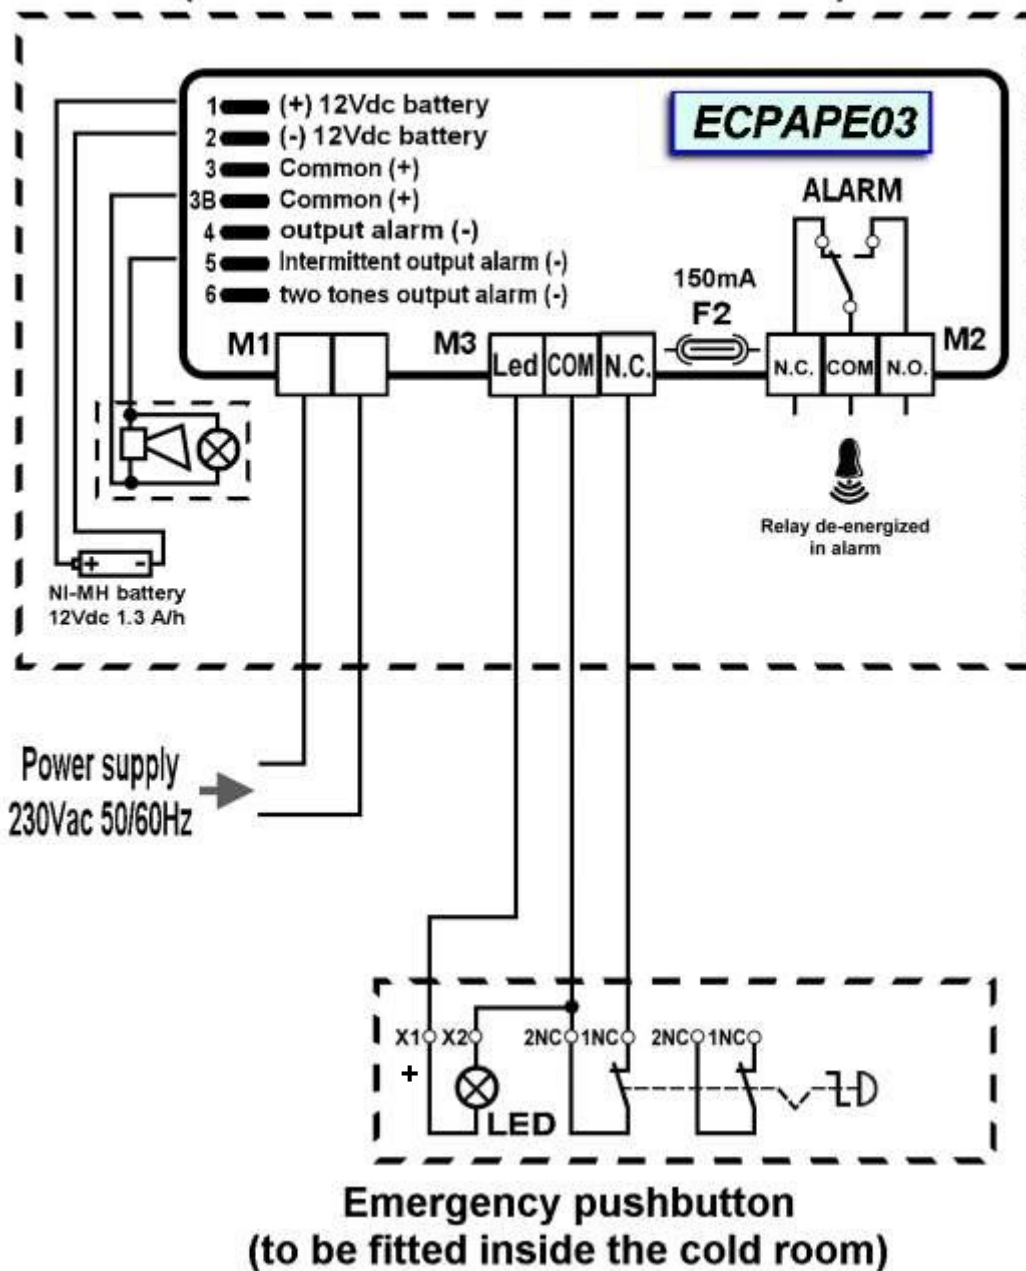 ECPAPE03
1 (+) 12Vdc battery
2 (-) 12Vdc battery
3 Common (+)
3B Common (+)
4 output alarm (-)
5 Intermittent output alarm (-)
6 two tones output alarm (-)
ALARM
150mA
F2
M1
M3
Led COM N.C.
N.C. COM N.O.
M2
Relay de-energized
in alarm
+ -
NI-MH battery
12Vdc 1.3 A/h
Power supply
230Vac 50/60Hz
X1 X2 2NC 1NC 2NC 1NC
+
LED
Emergency pushbutton
(to be fitted inside the cold room)